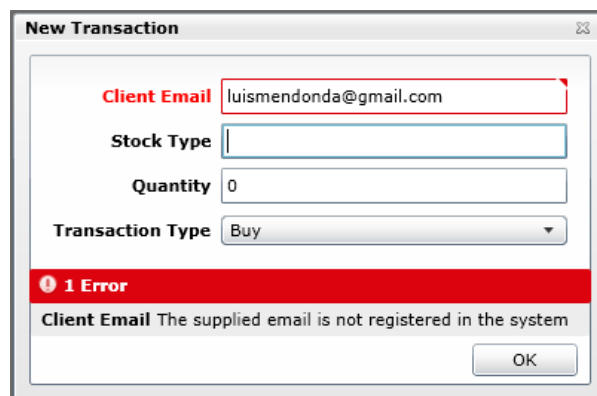 New Transaction
Client Email luismendonda@gmail.com
Stock Type
Quantity 0
Transaction Type Buy
1 Error
Client Email The supplied email is not registered in the system
OK